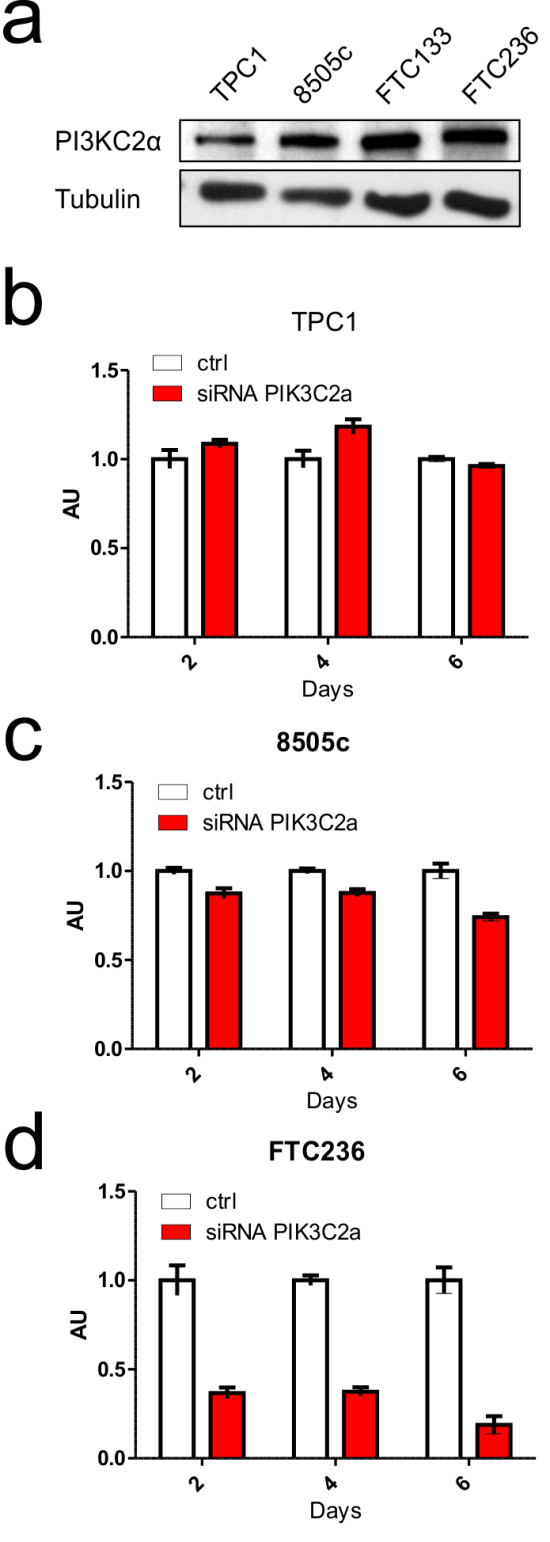 a
TPC1 8505c FTC133 FTC236
PI3KC2α
Tubulin
b
TPC1
ctrl
siRNA PIK3C2a
1.5
1.0
0.5
0.0
AU
2 4 6
Days
c
8505c
ctrl
siRNA PIK3C2a
1.5
1.0
0.5
0.0
AU
2 4 6
Days
d
FTC236
ctrl
siRNA PIK3C2a
1.5
1.0
0.5
0.0
AU
2 4 6
Days